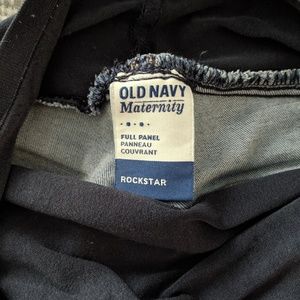 OLD NAVY
Maternity
FULL PANEL
PANNEAU
COUVRANT
ROCKSTAR